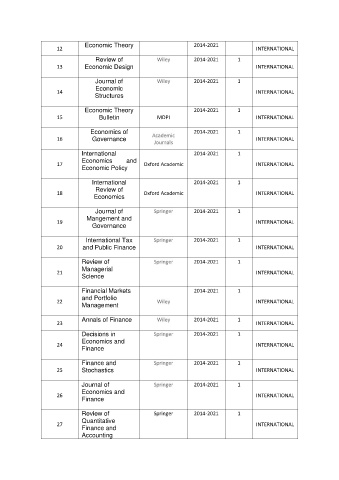 12 Economic Theory 2014-2021 INTERNATIONAL
13 Review of Economic Design Wiley 2014-2021 1 INTERNATIONAL
14 Journal of Economic Structures Wiley 2014-2021 1 INTERNATIONAL
15 Economic Theory Bulletin MDPI 2014-2021 1 INTERNATIONAL
16 Economics of Governance Academic Journals 2014-2021 1 INTERNATIONAL
17 International Economics and Economic Policy Oxford Academic 2014-2021 1 INTERNATIONAL
18 International Review of Economics Oxford Academic 2014-2021 1 INTERNATIONAL
19 Journal of Mangement and Governance Springer 2014-2021 1 INTERNATIONAL
20 International Tax and Public Finance Springer 2014-2021 1 INTERNATIONAL
21 Review of Managerial Science Springer 2014-2021 1 INTERNATIONAL
22 Financial Markets and Portfolio Management Wiley 2014-2021 1 INTERNATIONAL
23 Annals of Finance Wiley 2014-2021 1 INTERNATIONAL
24 Decisions in Economics and Finance Springer 2014-2021 1 INTERNATIONAL
25 Finance and Stochastics Springer 2014-2021 1 INTERNATIONAL
26 Journal of Economics and Finance Springer 2014-2021 1 INTERNATIONAL
27 Review of Quantitative Finance and Accounting Springer 2014-2021 1 INTERNATIONAL